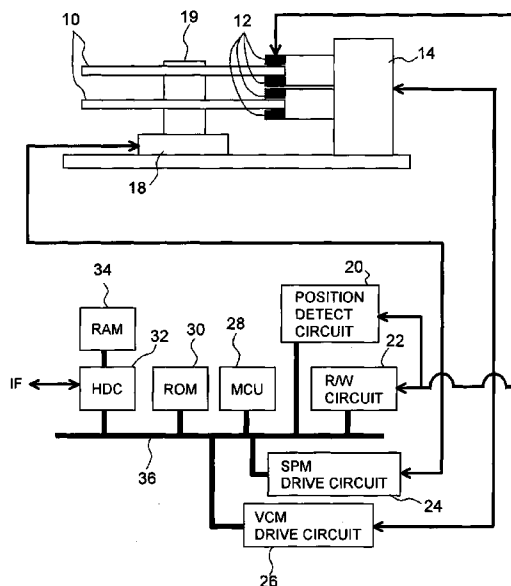 10
19
12
14
18
20
POSITION
DETECT
CIRCUIT
34
RAM
32
HDC
IF
30
ROM
28
MCU
22
R/W
CIRCUIT
36
SPM
DRIVE CIRCUIT
24
VCM
DRIVE CIRCUIT
26